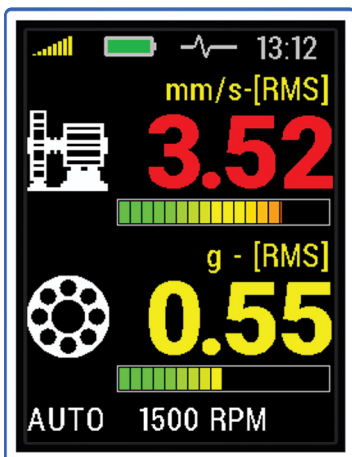 13:12
mm/s-[RMS]
3.52
g - [RMS]
0.55
AUTO 1500 RPM